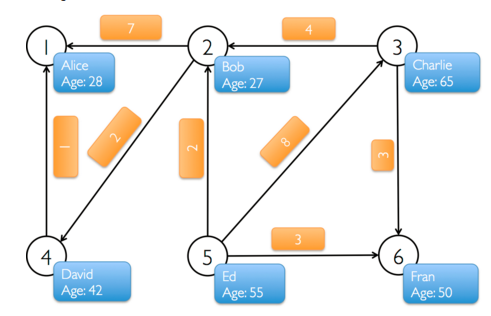 7
4
1
2
3
Alice
Age: 28
Bob
Age: 27
Charlie
Age: 65
1
2
2
8
3
4
5
3
6
David
Age: 42
Ed
Age: 55
Fran
Age: 50